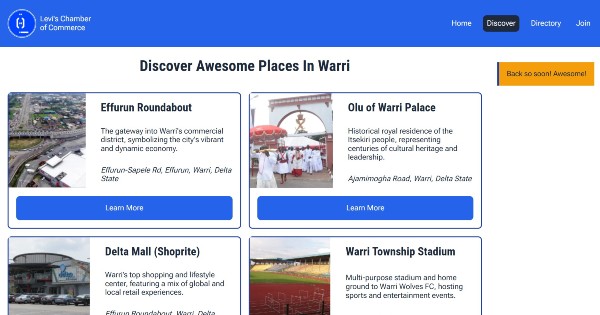 Levi's Chamber
of Commerce
Home
Discover
Directory
Join
Discover Awesome Places In Warri
Back so soon! Awesome!
Effurun Roundabout
The gateway into Warri's commercial
district, symbolizing the city's vibrant
and dynamic economy.
Effurun-Sapele Rd, Effurun, Warri, Delta
State
Learn More
Olu of Warri Palace
Historical royal residence of the
Itsekiri people, representing
centuries of cultural heritage and
leadership.
Ajamimogha Road, Warri, Delta State
Learn More
Delta Mall (Shoprite)
Warri's top shopping and lifestyle
center, featuring a mix of global and
local retail experiences.
Effurun Roundabout, Warri, Delta
Warri Township Stadium
Multi-purpose stadium and home
ground to Warri Wolves FC, hosting
sports and entertainment events.